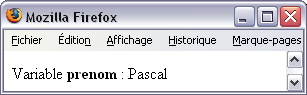 Mozilla Firefox
Fichier Édition Affichage Historique Marque-pages
Variable prenom : Pascal